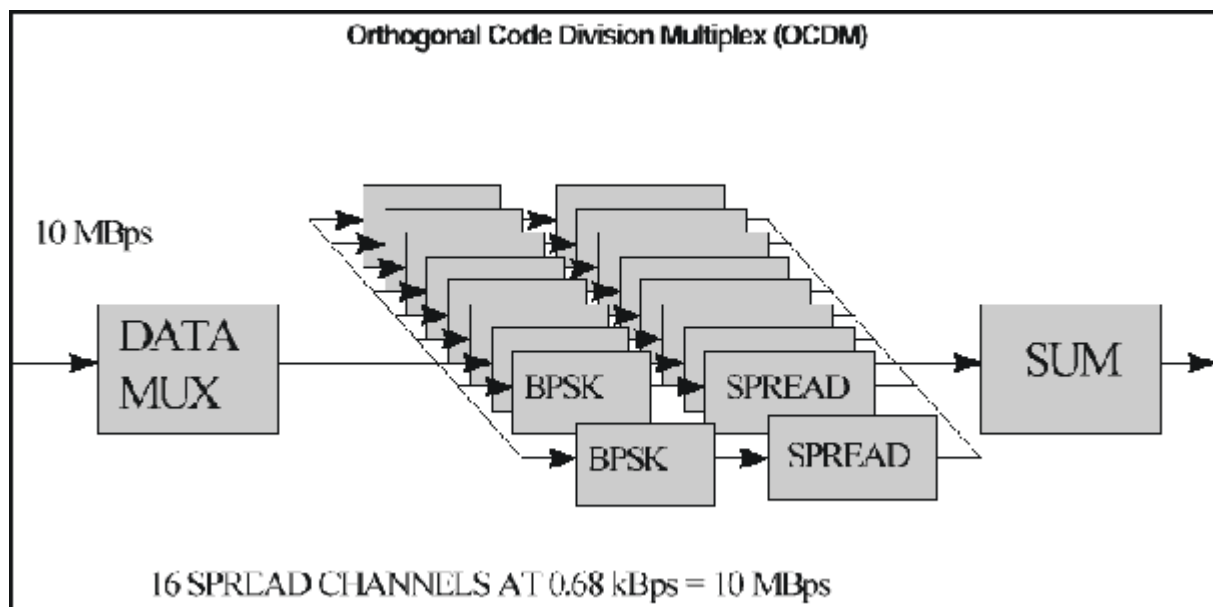 Orthogonal Code Division Multiplex (OCDM)
10 MBps
DATA
MUX
BPSK
SPREAD
SUM
BPSK
SPREAD
16 SPREAD CHANNELS AT 0.68 kBps = 10 MBps